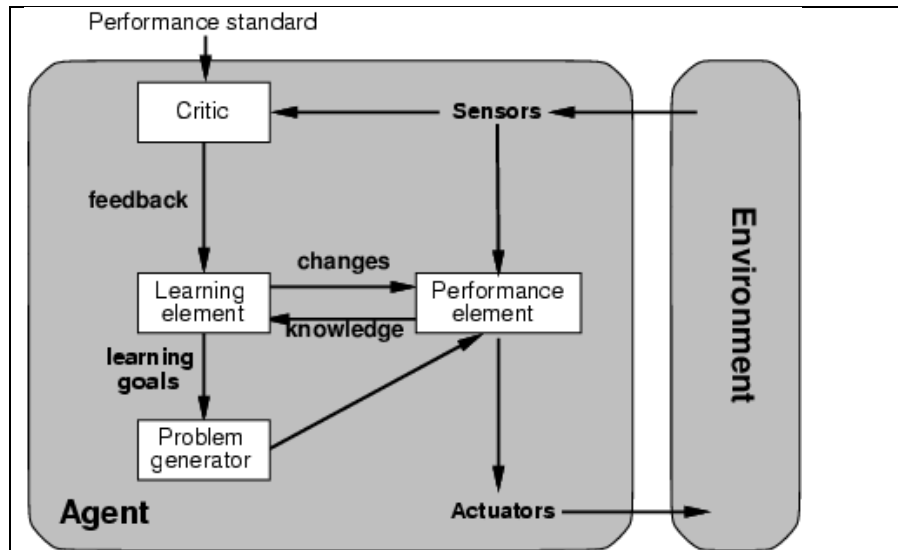 Performance standard
Critic
Sensors
feedback
changes
Learning
element
Performance
element
knowledge
learning
goals
Problem
generator
Agent
Actuators
Environment